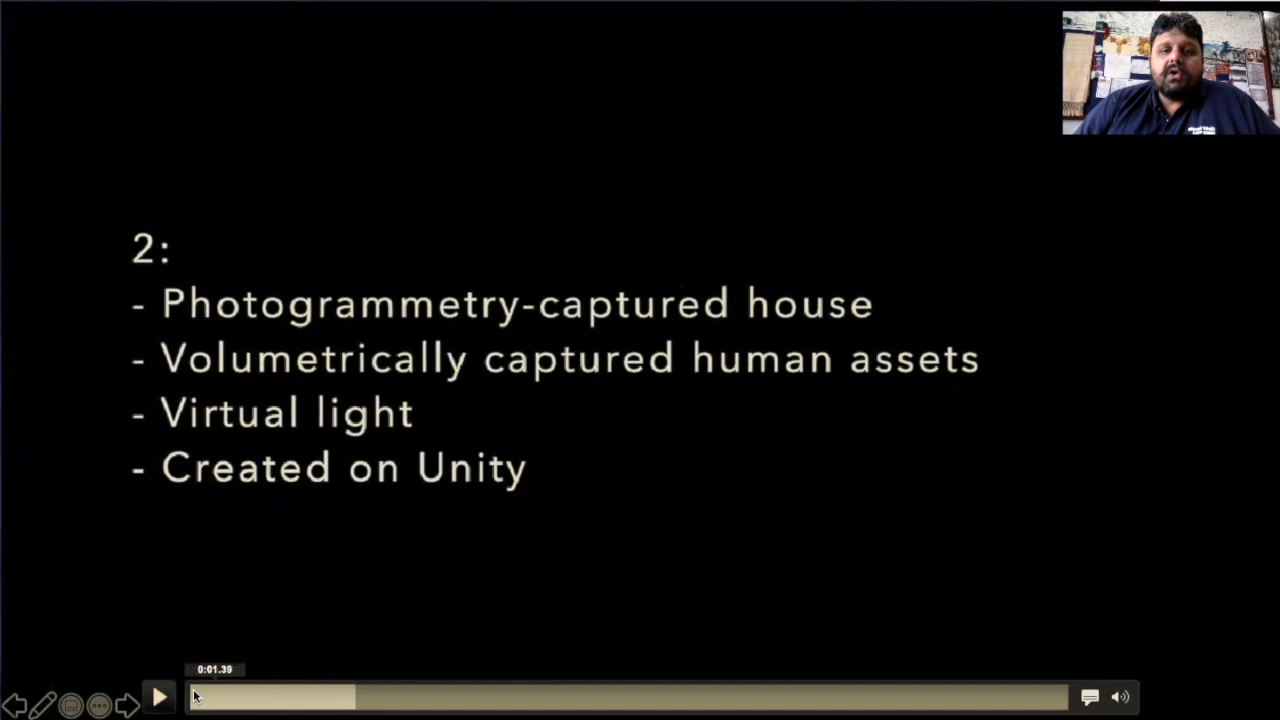 2:
- Photogrammetry-captured house
- Volumetrically captured human assets
- Virtual light
- Created on Unity
0:01.39